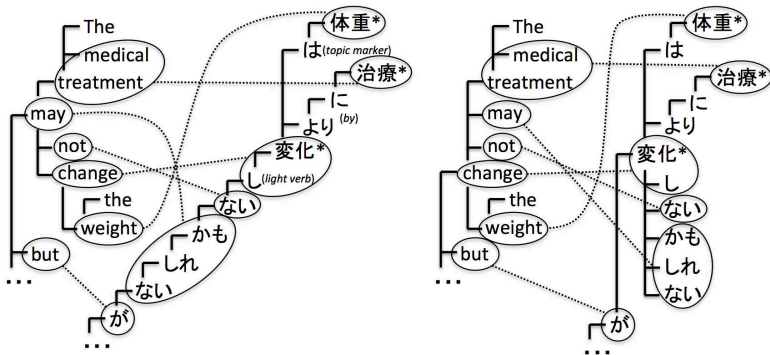 The
medical
treatment
may
not
change
the
weight
but
...
体重*
は(topic marker)
治療*
に
より(by)
変化*
し(light verb)
ない
かも
しれ
ない
が
...
The
medical
treatment
may
not
change
the
weight
but
...
体重*
は
治療*
に
より
変化*
し
ない
かも
しれ
ない
が
...